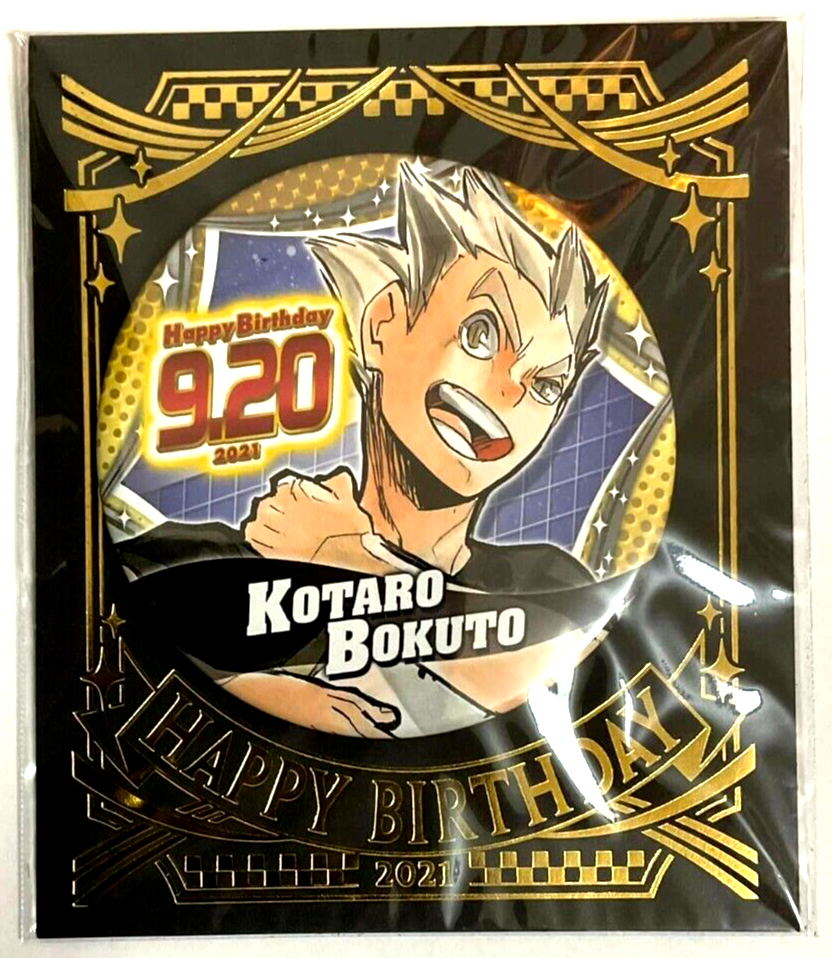 Happy Birthday
9.20
2021
KOTARO
BOKUTO
HAPPY BIRTHDAY
2021